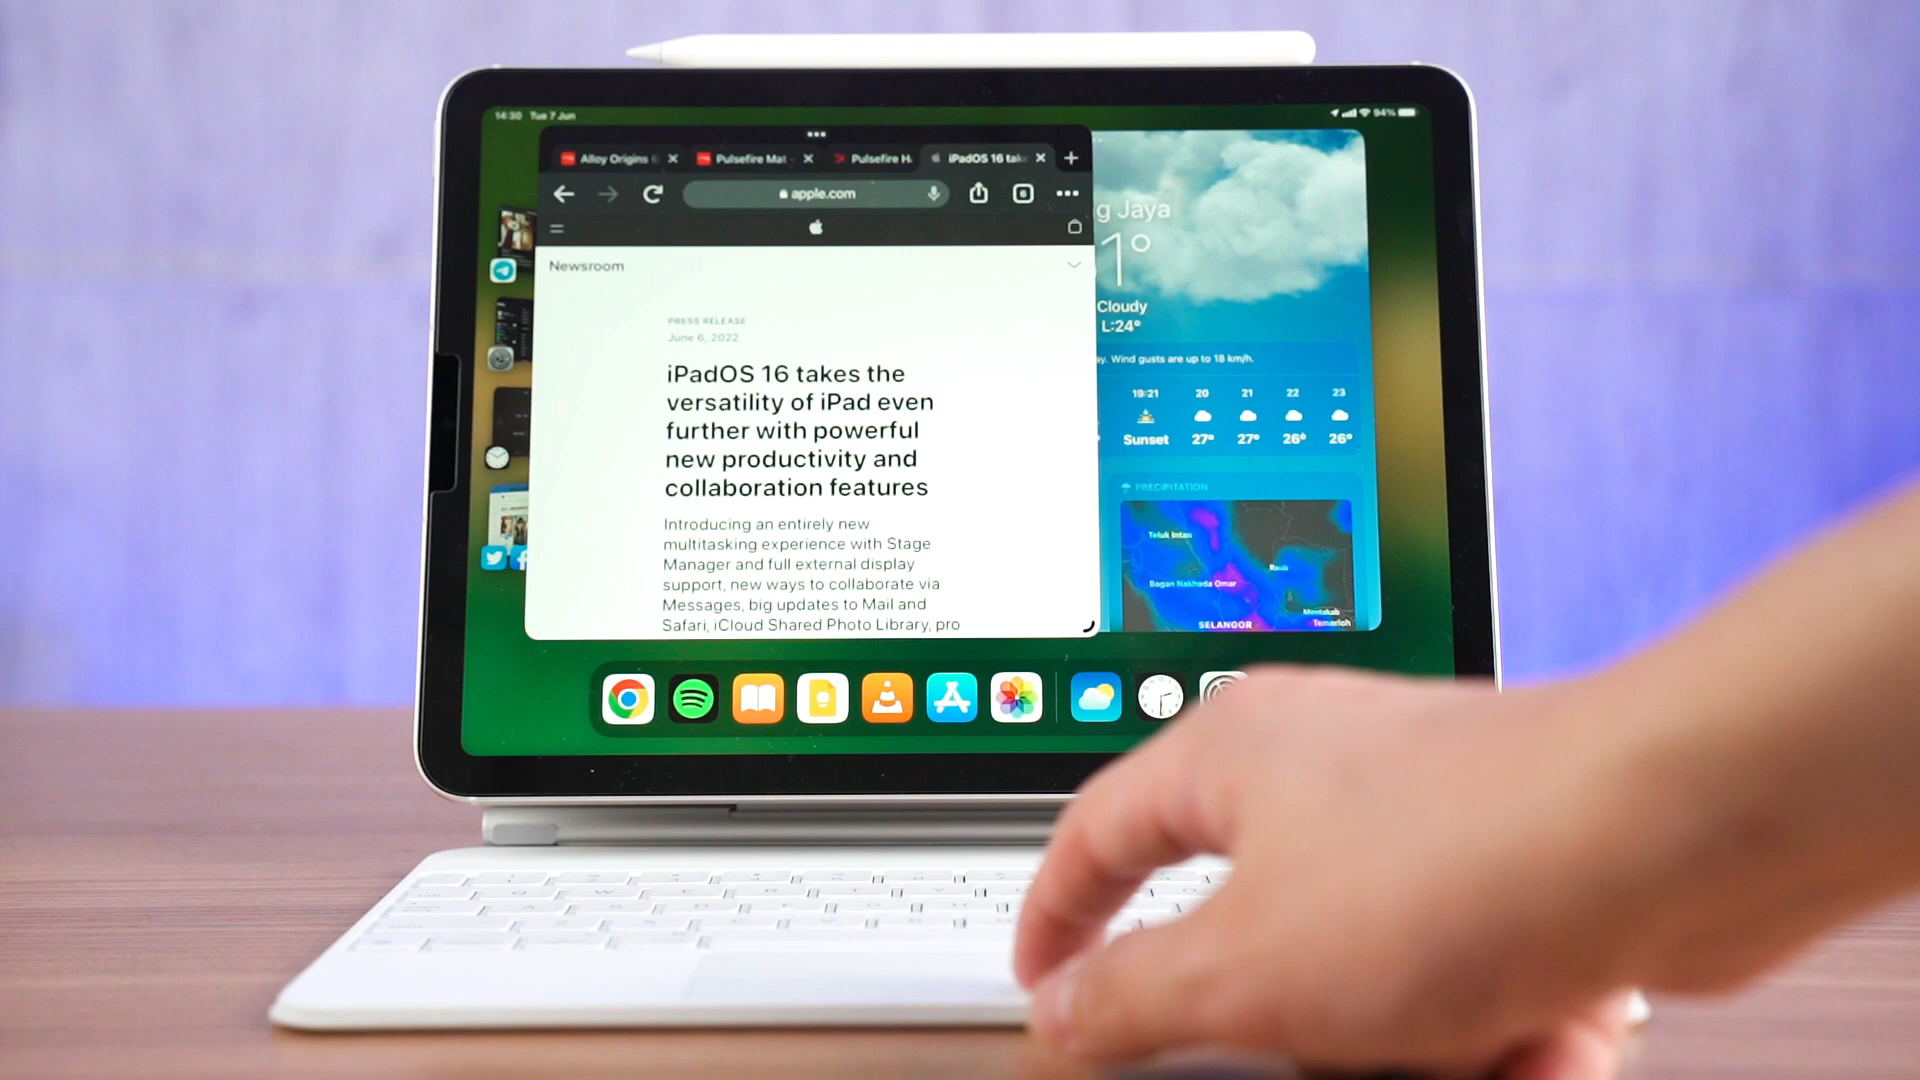 14:30 Tue 7 Jun
94%
Alloy Origins
Pulsefire Mat
Pulsefire H
iPadOS 16 tak
apple.com
Newsroom
PRESS RELEASE
June 6, 2022
iPadOS 16 takes the
versatility of iPad even
further with powerful
new productivity and
collaboration features
Introducing an entirely new
multitasking experience with Stage
Manager and full external display
support, new ways to collaborate via
Messages, big updates to Mail and
Safari, iCloud Shared Photo Library, pro
g Jaya
1°
Cloudy
L:24°
ay. Wind gusts are up to 18 km/h.
19:21 20 21 22 23
Sunset 27° 27° 26° 26°
PRECIPITATION
Teluk Intan
Raub
Bagan Nakhoda Omar
Mentakab
Temerloh
SELANGOR